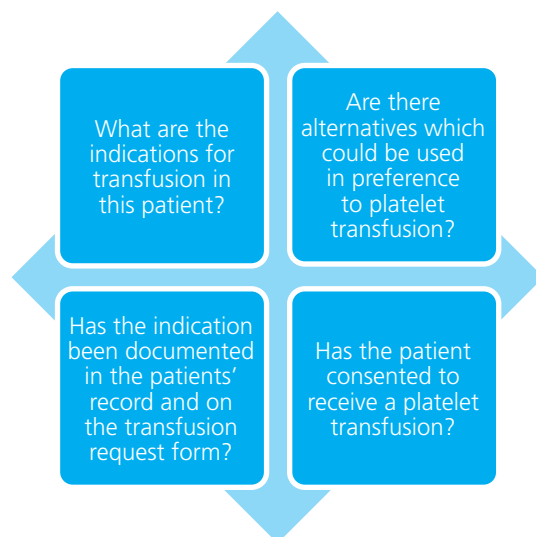 What are the
indications for
transfusion in
this patient?
Are there
alternatives which
could be used
in preference
to platelet
transfusion?
Has the indication
been documented
in the patients’
record and on
the transfusion
request form?
Has the patient
consented to
receive a platelet
transfusion?